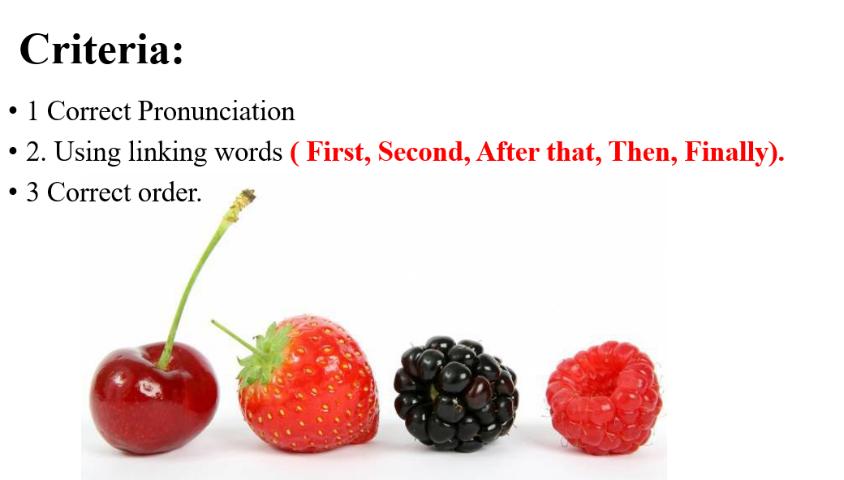 Criteria:
• 1 Correct Pronunciation
• 2. Using linking words ( First, Second, After that, Then, Finally).
• 3 Correct order.